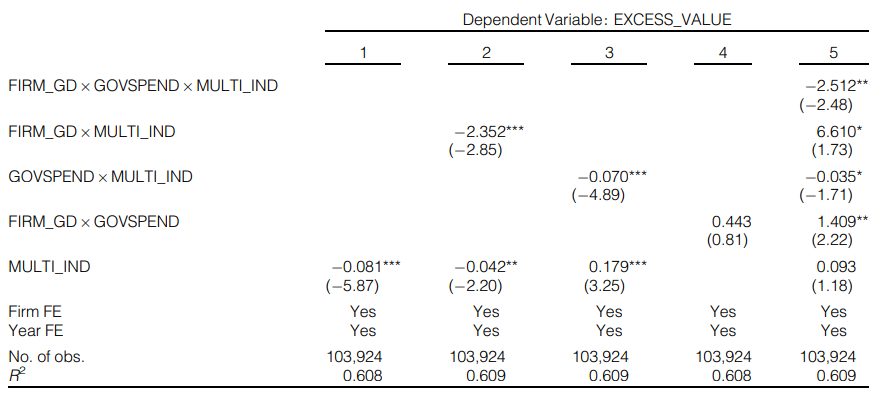 Dependent Variable: EXCESS_VALUE
1 2 3 4 5
FIRM_GD × GOVSPEND × MULTI_IND −2.512**
(−2.48)
FIRM_GD × MULTI_IND −2.352*** 6.610*
(−2.85) (1.73)
GOVSPEND × MULTI_IND −0.070*** −0.035*
(−4.89) (−1.71)
FIRM_GD × GOVSPEND 0.443 1.409**
(0.81) (2.22)
MULTI_IND −0.081*** −0.042** 0.179*** 0.093
(−5.87) (−2.20) (3.25) (1.18)
Firm FE Yes Yes Yes Yes Yes
Year FE Yes Yes Yes Yes Yes
No. of obs. 103,924 103,924 103,924 103,924 103,924
R² 0.608 0.609 0.609 0.608 0.609